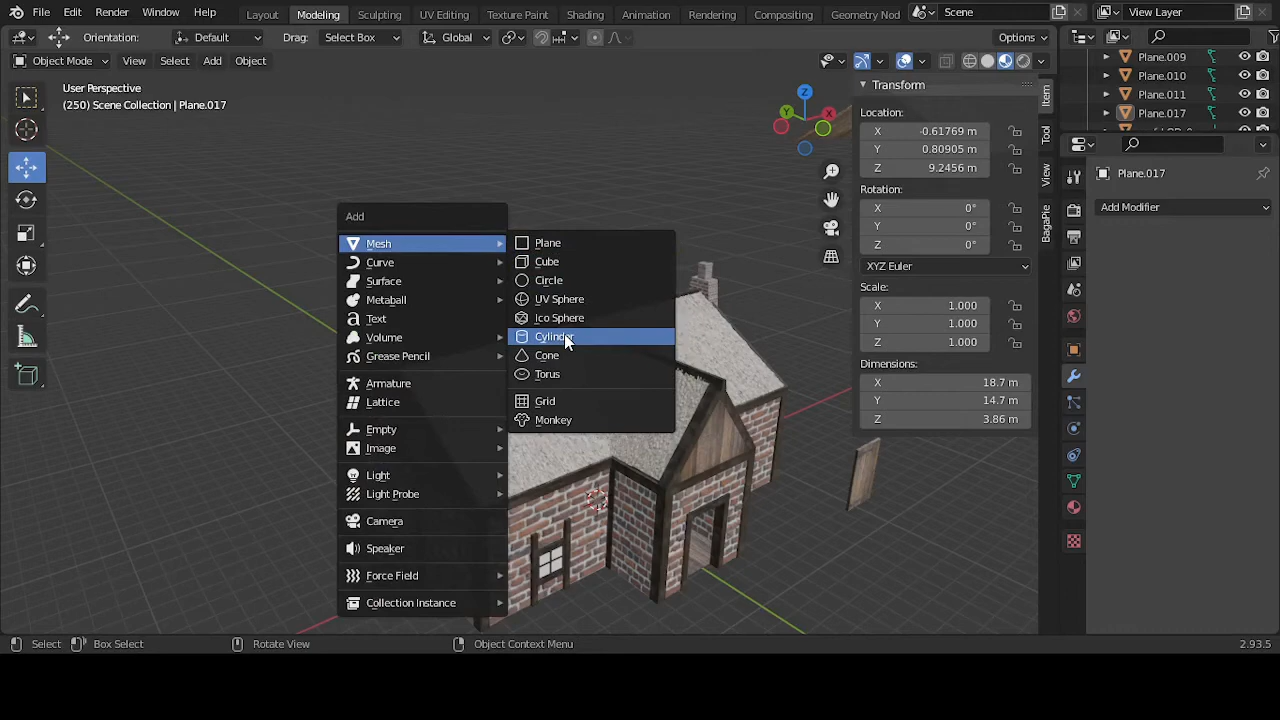 File Edit Render Window Help Layout Modeling Sculpting UV Editing Texture Paint Shading Animation Rendering Compositing Geometry Nod Scene View Layer
Orientation: Default Drag: Select Box Global Options
Object Mode View Select Add Object
User Perspective
(250) Scene Collection | Plane.017
Z
Y
X
Add
Mesh
Curve
Surface
Metaball
Text
Volume
Grease Pencil
Armature
Lattice
Empty
Image
Light
Light Probe
Camera
Speaker
Force Field
Collection Instance
Plane
Cube
Circle
UV Sphere
Ico Sphere
Cylinder
Cone
Torus
Grid
Monkey
Transform
Location:
X -0.61769 m
Y 0.80905 m
Z 9.2456 m
Rotation:
X 0°
Y 0°
Z 0°
XYZ Euler
Scale:
X 1.000
Y 1.000
Z 1.000
Dimensions:
X 18.7 m
Y 14.7 m
Z 3.86 m
Item
Tool
View
BagaPie
Plane.009
Plane.010
Plane.011
Plane.017
Plane.017
Add Modifier
Select Box Select Rotate View Object Context Menu 2.93.5